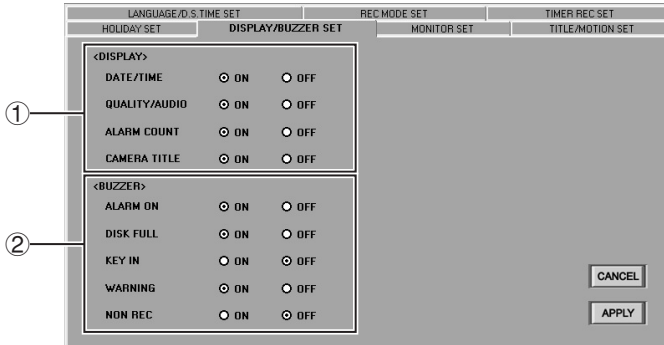 LANGUAGE/D.S.TIME SET REC MODE SET TIMER REC SET
HOLIDAY SET DISPLAY/BUZZER SET MONITOR SET TITLE/MOTION SET
<DISPLAY>
DATE/TIME ON OFF
① QUALITY/AUDIO ON OFF
ALARM COUNT ON OFF
CAMERA TITLE ON OFF
<BUZZER>
ALARM ON ON OFF
② DISK FULL ON OFF
KEY IN ON OFF
CANCEL
WARNING ON OFF
NON REC ON OFF
APPLY